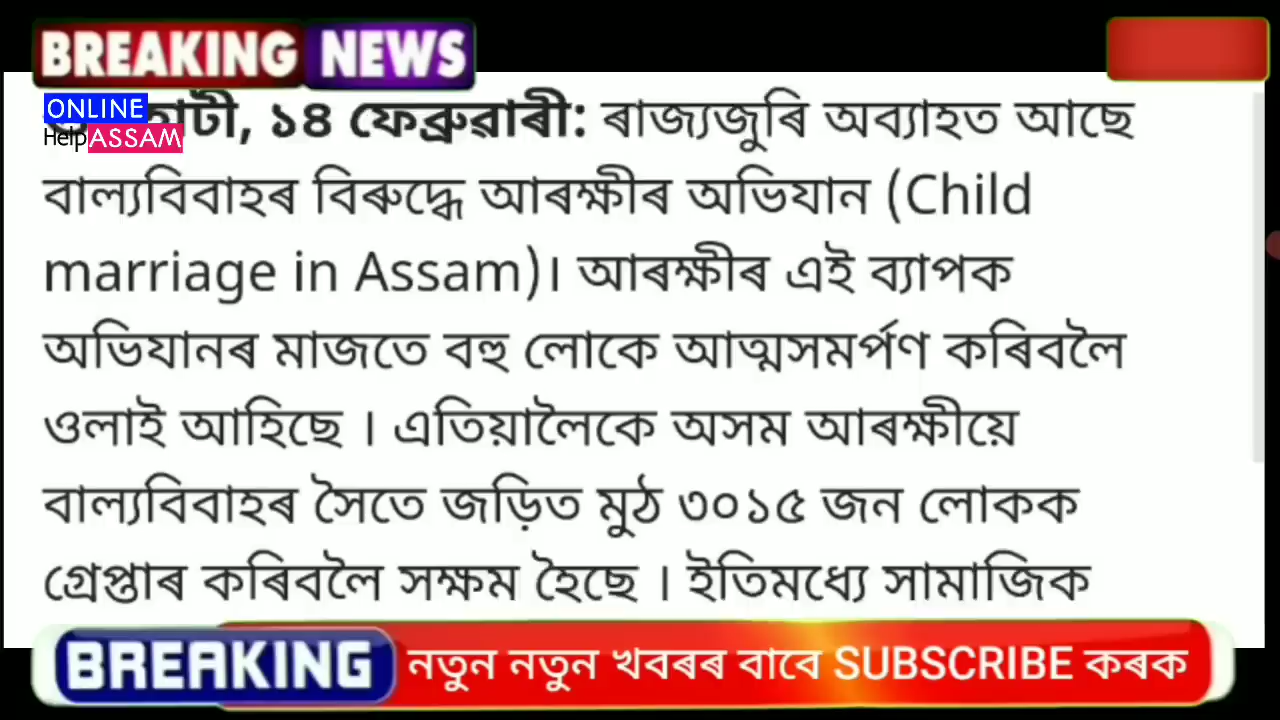 BREAKING NEWS
ONLINE
Help ASSAM
১৪ ফেব্ৰুৱাৰী: ৰাজ্যজুৰি অব্যাহত আছে
বাল্যবিবাহৰ বিৰুদ্ধে আৰক্ষীৰ অভিযান (Child
marriage in Assam)। আৰক্ষীৰ এই ব্যাপক
অভিযানৰ মাজতে বহু লোকে আত্মসমৰ্পণ কৰিবলৈ
ওলাই আহিছে । এতিয়ালৈকে অসম আৰক্ষীয়ে
বাল্যবিবাহৰ সৈতে জড়িত মুঠ ৩০১৫ জন লোকক
গ্ৰেপ্তাৰ কৰিবলৈ সক্ষম হৈছে । ইতিমধ্যে সামাজিক
BREAKING নতুন নতুন খবৰৰ বাবে SUBSCRIBE কৰক